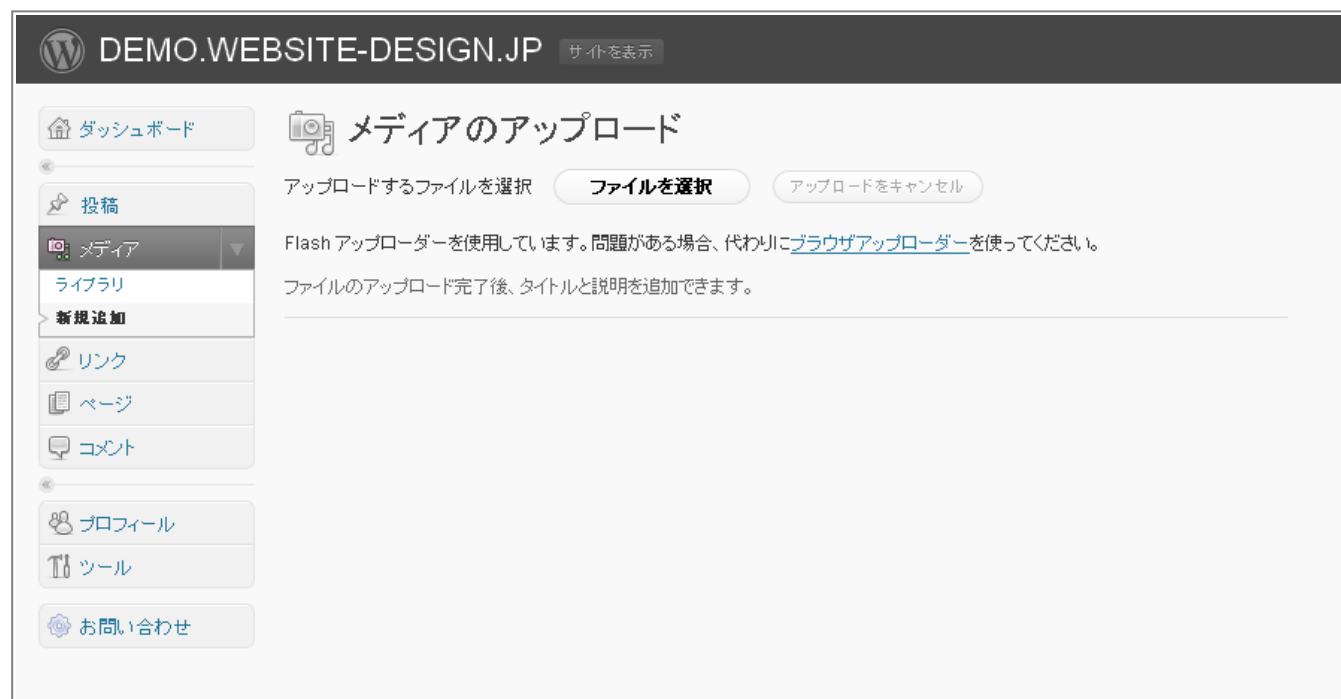 DEMO.WEBSITE-DESIGN.JP サイトを表示
ダッシュボード
投稿
メディア
ライブラリ
新規追加
リンク
ページ
コメント
プロフィール
ツール
お問い合わせ
メディアのアップロード
アップロードするファイルを選択 ファイルを選択 アップロードをキャンセル
Flash アップローダーを使用しています。問題がある場合、代わりにブラウザアップローダーを使ってください。
ファイルのアップロード完了後、タイトルと説明を追加できます。